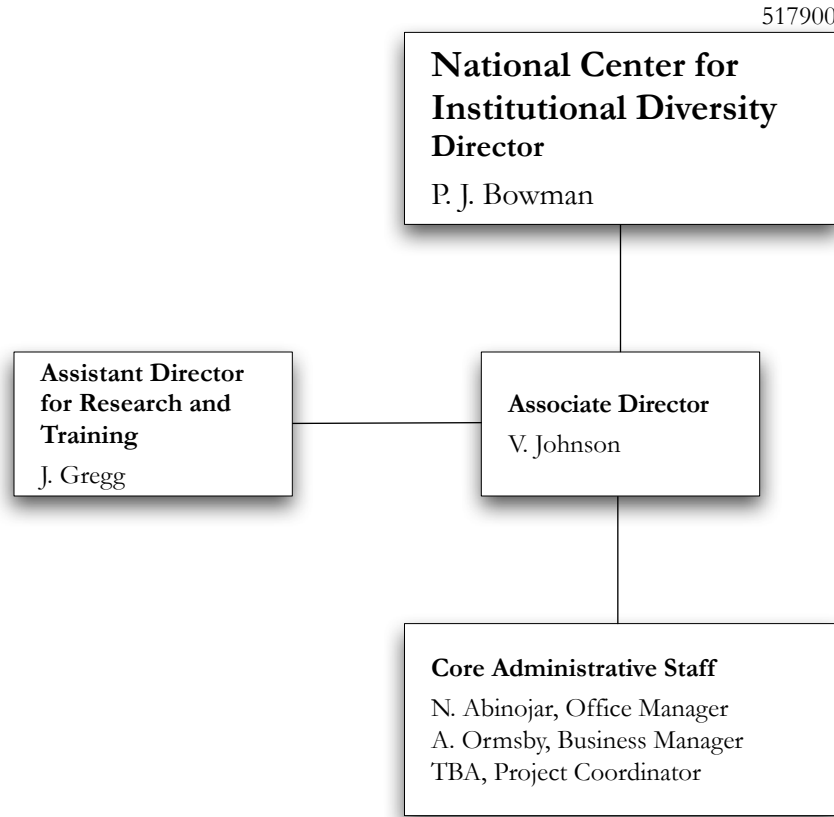 517900
National Center for
Institutional Diversity
Director
P. J. Bowman
Assistant Director
for Research and
Training
J. Gregg
Associate Director
V. Johnson
Core Administrative Staff
N. Abinojar, Office Manager
A. Ormsby, Business Manager
TBA, Project Coordinator